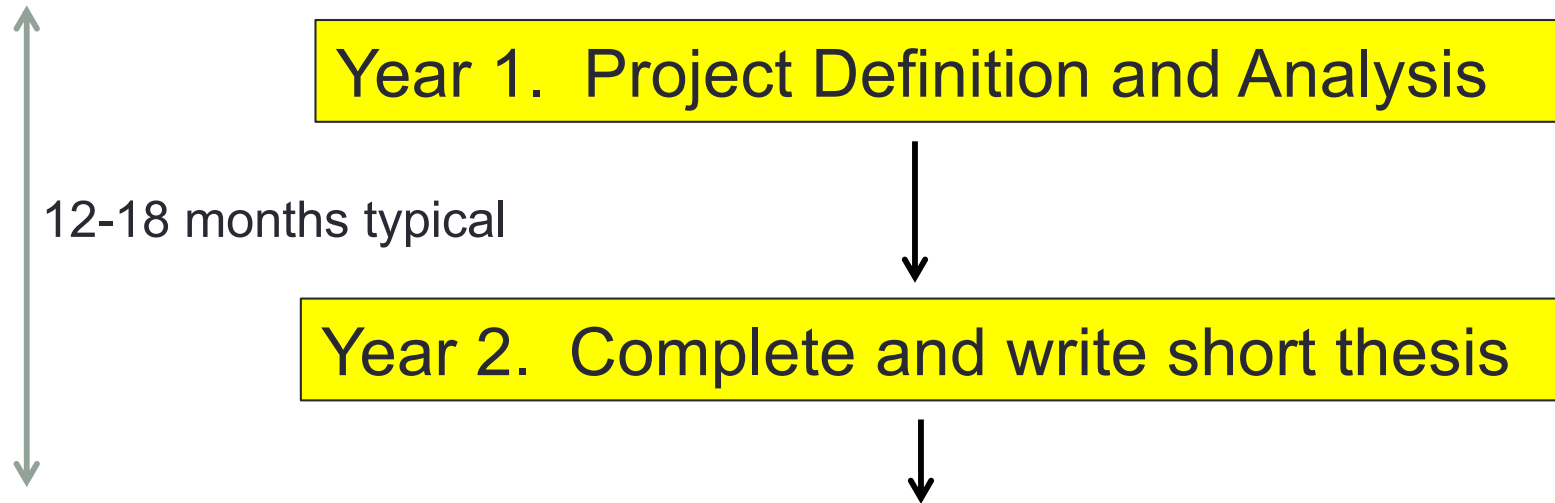 Year 1. Project Definition and Analysis
12-18 months typical
Year 2. Complete and write short thesis